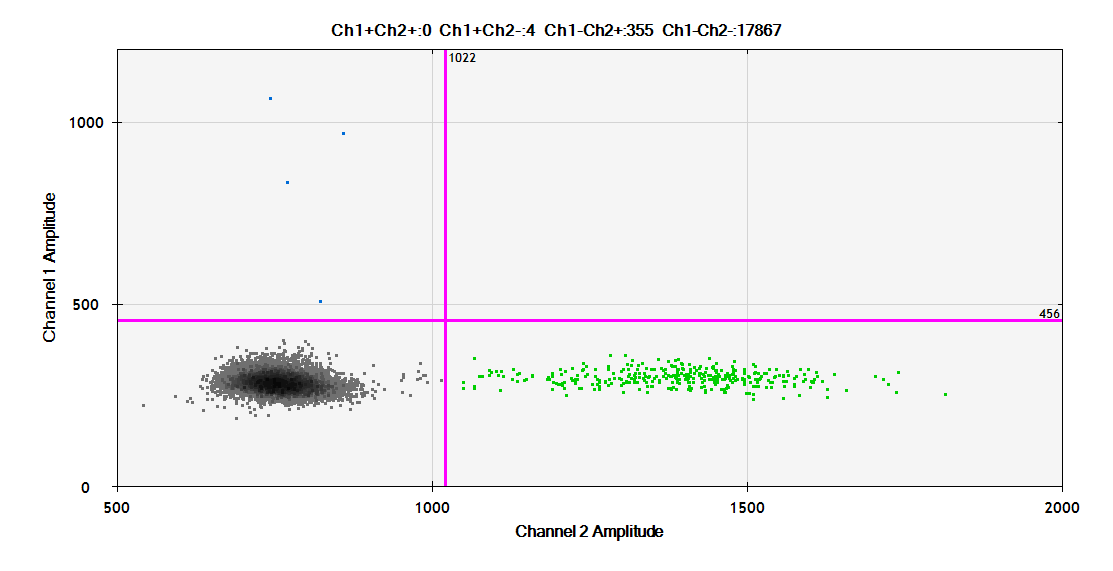 Ch1+Ch2+:0 Ch1+Ch2-:4 Ch1-Ch2+:355 Ch1-Ch2-:17867
1022
1000
Channel 1 Amplitude
500
456
0
500 1000 1500 2000
Channel 2 Amplitude